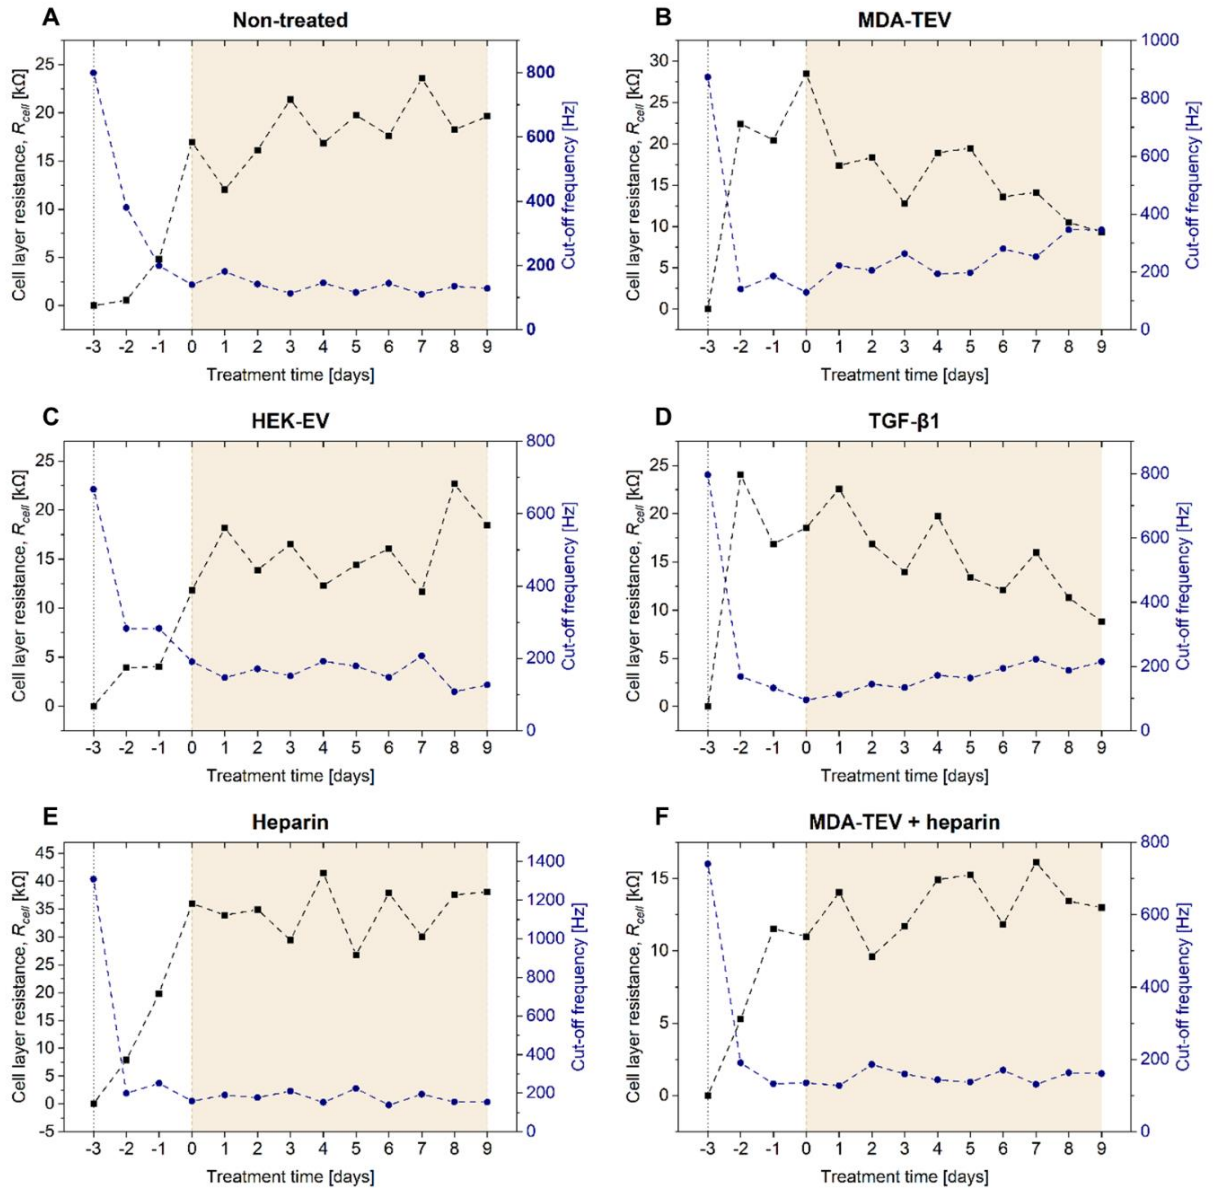 A
Non-treated
Cell layer resistance, Rcell [kΩ]
25
20
15
10
5
0
800
600
400
200
0
Cut-off frequency [Hz]
-3 -2 -1 0 1 2 3 4 5 6 7 8 9
Treatment time [days]
B
MDA-TEV
Cell layer resistance, Rcell [kΩ]
30
25
20
15
10
5
0
1000
800
600
400
200
0
Cut-off frequency [Hz]
-3 -2 -1 0 1 2 3 4 5 6 7 8 9
Treatment time [days]
C
HEK-EV
Cell layer resistance, Rcell [kΩ]
25
20
15
10
5
0
800
600
400
200
0
Cut-off frequency [Hz]
-3 -2 -1 0 1 2 3 4 5 6 7 8 9
Treatment time [days]
D
TGF-β1
Cell layer resistance, Rcell [kΩ]
25
20
15
10
5
0
800
600
400
200
0
Cut-off frequency [Hz]
-3 -2 -1 0 1 2 3 4 5 6 7 8 9
Treatment time [days]
E
Heparin
Cell layer resistance, Rcell [kΩ]
45
40
35
30
25
20
15
10
5
0
-5
1400
1200
1000
800
600
400
200
0
Cut-off frequency [Hz]
-3 -2 -1 0 1 2 3 4 5 6 7 8 9
Treatment time [days]
F
MDA-TEV + heparin
Cell layer resistance, Rcell [kΩ]
15
10
5
0
800
600
400
200
0
Cut-off frequency [Hz]
-3 -2 -1 0 1 2 3 4 5 6 7 8 9
Treatment time [days]